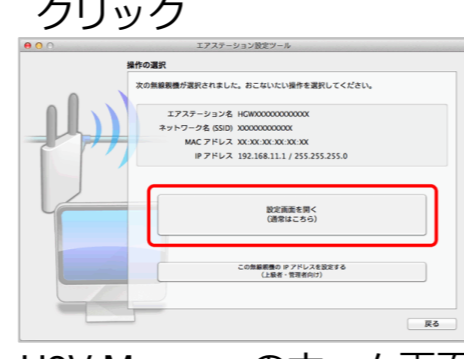 クリック
エアステーション設定ツール
操作の選択
次の無線親機が選択されました。おこないたい操作を選択してください。
エアステーション名 HGWXXXXXXXXXXXX
ネットワーク名 (SSID) XXXXXXXXXXXX
MAC アドレス XX:XX:XX:XX:XX:XX
IP アドレス 192.168.11.1 / 255.255.255.0
設定画面を開く
(通常はこちら)
この無線親機の IP アドレスを設定する
(上級者・管理者向け)
戻る